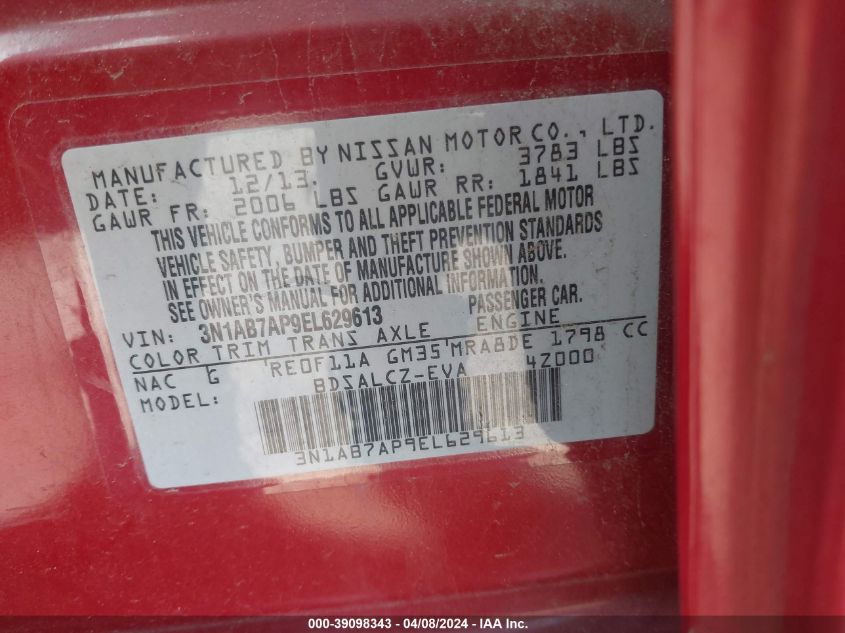 MANUFACTURED BY NISSAN MOTOR CO., LTD.
DATE: 12/13. GVWR: 3783 LBS
GAWR FR: 2006 LBS GAWR RR: 1841 LBS
THIS VEHICLE CONFORMS TO ALL APPLICABLE FEDERAL MOTOR
VEHICLE SAFETY, BUMPER AND THEFT PREVENTION STANDARDS
IN EFFECT ON THE DATE OF MANUFACTURE SHOWN ABOVE.
SEE OWNER'S MANUAL FOR ADDITIONAL INFORMATION.
VIN: 3N1AB7AP9EL629613 PASSENGER CAR.
COLOR TRIM TRANS AXLE ENGINE
NAC G RE0F11A GM35 MRA8DE 1798 CC
MODEL: BDSALCZ-EVA 4Z000
3N1AB7AP9EL629613
000-39098343 / 04/08/2024 - IAA Inc.